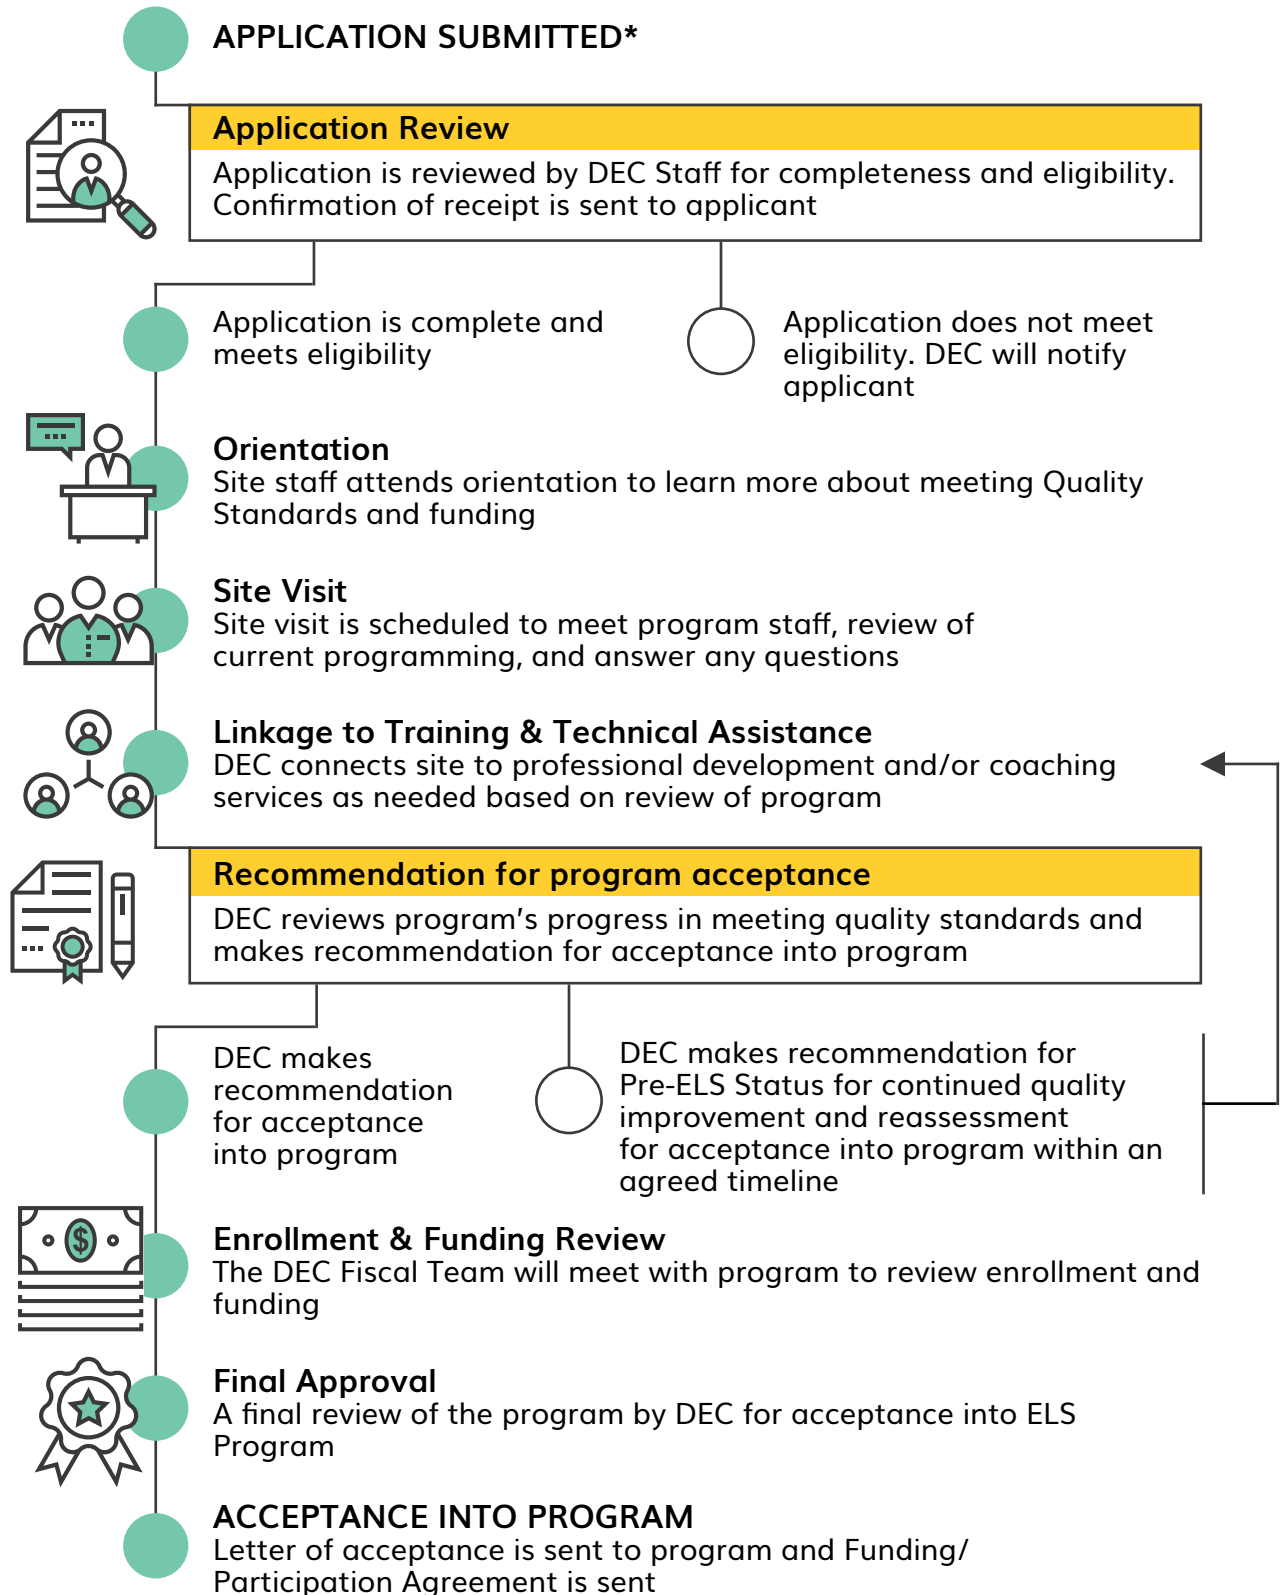 APPLICATION SUBMITTED*
Application Review
Application is reviewed by DEC Staff for completeness and eligibility.
Confirmation of receipt is sent to applicant
Application is complete and
meets eligibility
Application does not meet
eligibility. DEC will notify
applicant
Orientation
Site staff attends orientation to learn more about meeting Quality
Standards and funding
Site Visit
Site visit is scheduled to meet program staff, review of
current programming, and answer any questions
Linkage to Training & Technical Assistance
DEC connects site to professional development and/or coaching
services as needed based on review of program
Recommendation for program acceptance
DEC reviews program's progress in meeting quality standards and
makes recommendation for acceptance into program
DEC makes
recommendation
for acceptance
into program
DEC makes recommendation for
Pre-ELS Status for continued quality
improvement and reassessment
for acceptance into program within an
agreed timeline
$
Enrollment & Funding Review
The DEC Fiscal Team will meet with program to review enrollment and
funding
Final Approval
A final review of the program by DEC for acceptance into ELS
Program
ACCEPTANCE INTO PROGRAM
Letter of acceptance is sent to program and Funding/
Participation Agreement is sent